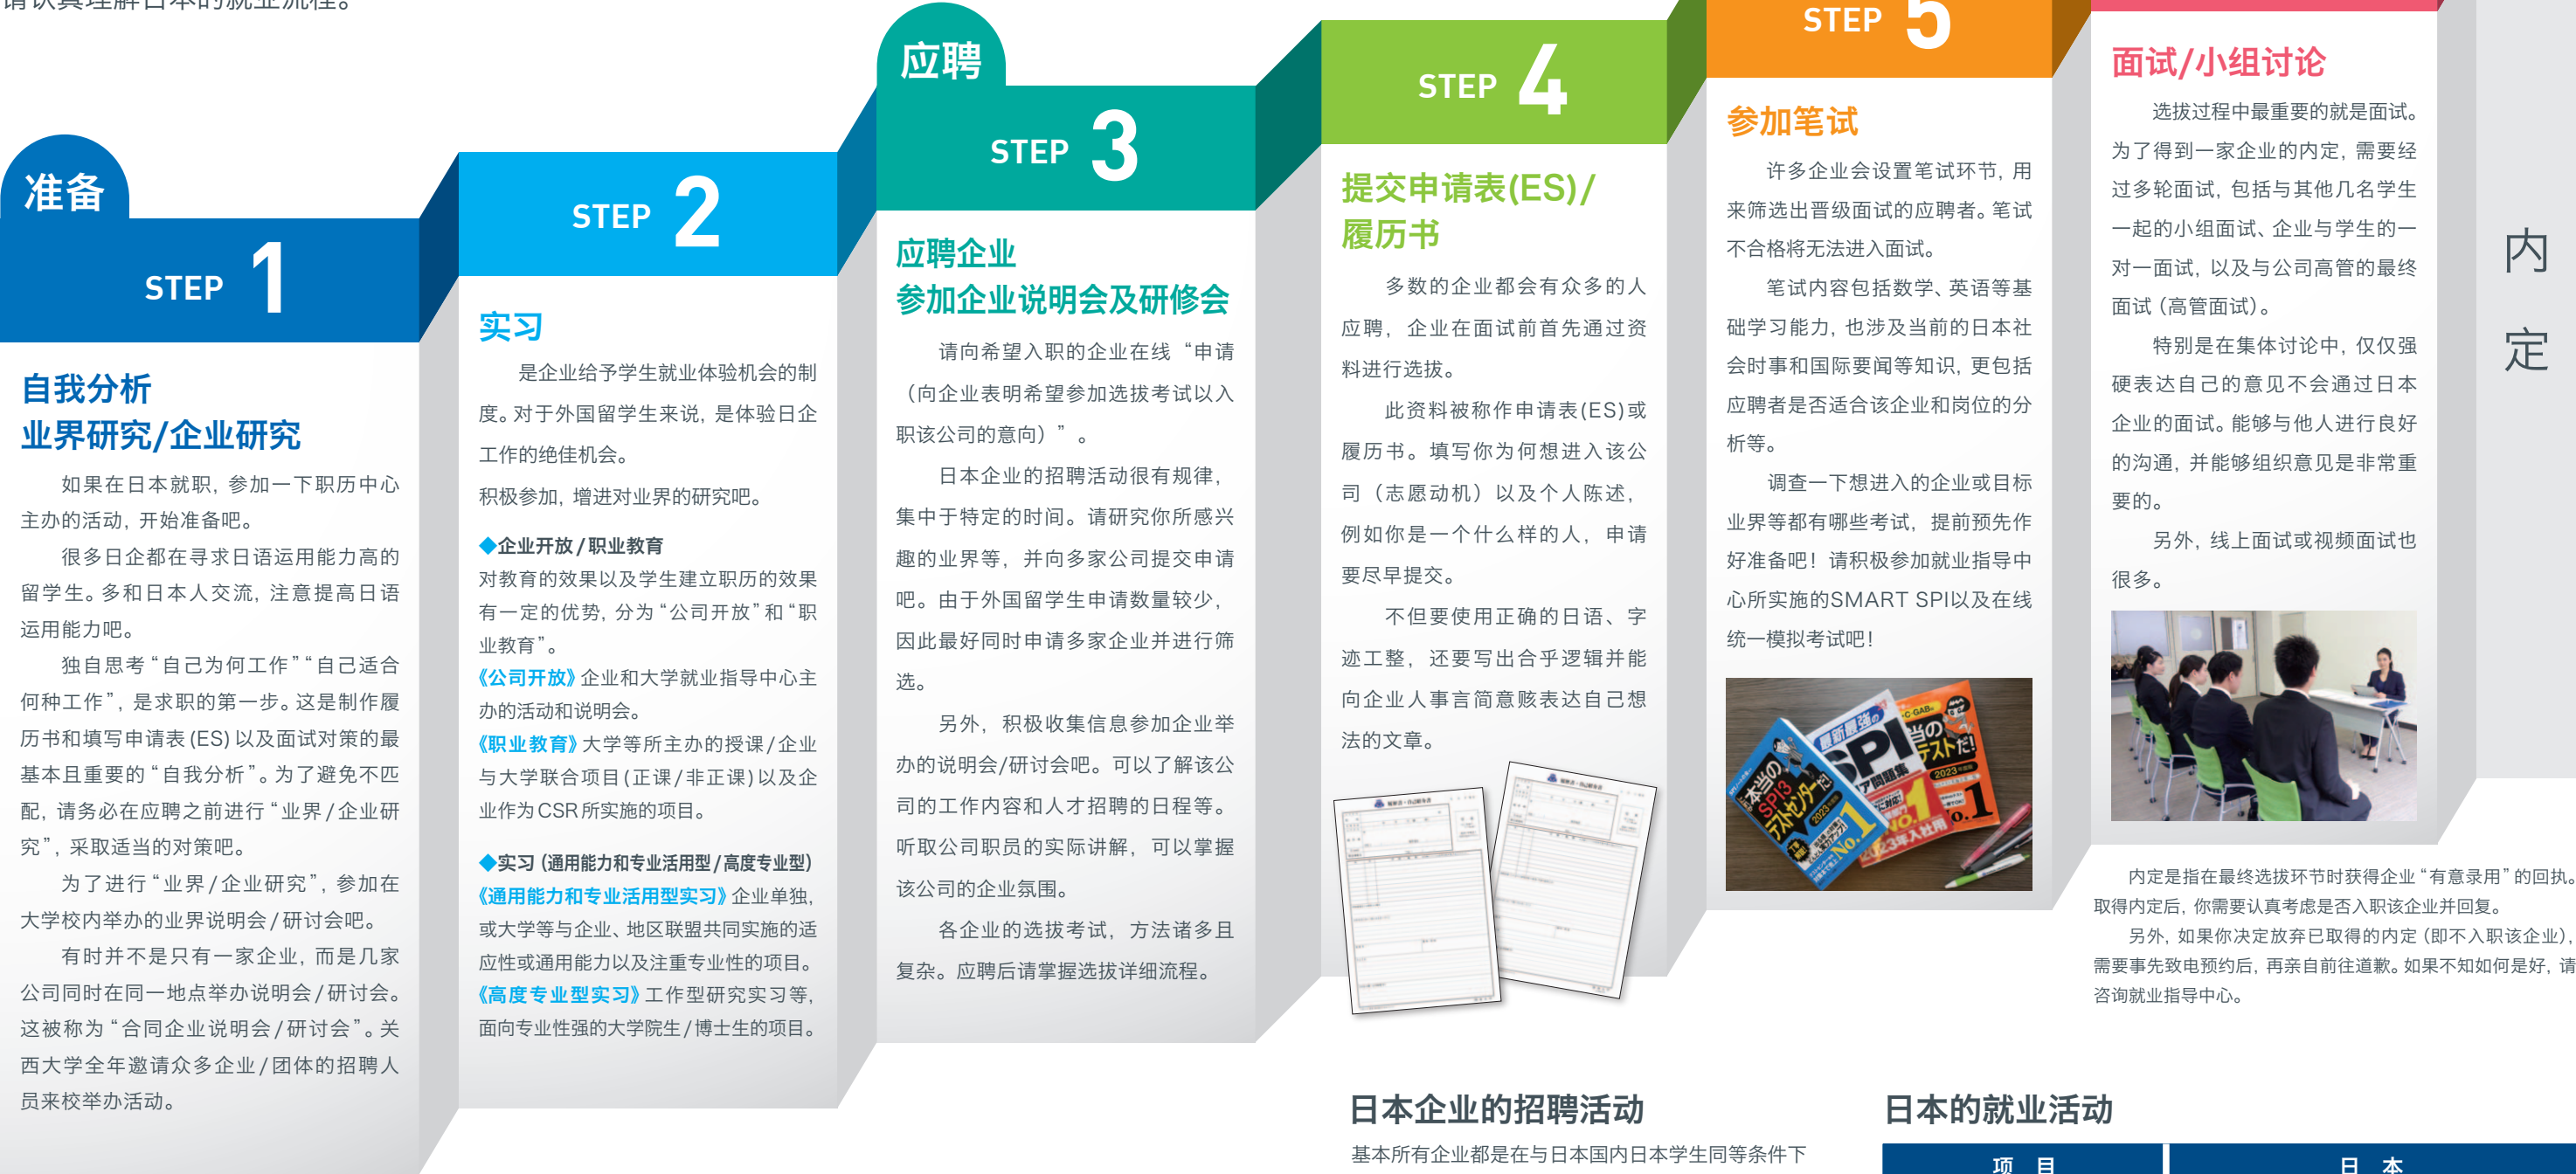 请认真理解日本的就业流程。
准备
STEP 1
自我分析
业界研究/企业研究
如果在日本就职, 参加一下职历中心
主办的活动, 开始准备吧。
很多日企都在寻求日语运用能力高的
留学生。多和日本人交流, 注意提高日语
运用能力吧。
独自思考“自己为何工作”“自己适合
何种工作”, 是求职的第一步。这是制作履
历书和填写申请表 (ES) 以及面试对策的最
基本且重要的“自我分析”。为了避免不匹
配, 请务必在应聘之前进行“业界/企业研
究”, 采取适当的对策吧。
为了进行“业界/企业研究”, 参加在
大学校内举办的业界说明会/研讨会吧。
有时并不是只有一家企业, 而是几家
公司同时在同一地点举办说明会/研讨会。
这被称为“合同企业说明会/研讨会”。关
西大学全年邀请众多企业/团体的招聘人
员来校举办活动。
STEP 2
实习
是企业给予学生就业体验机会的制
度。对于外国留学生来说, 是体验日企
工作的绝佳机会。
积极参加, 增进对业界的研究吧。
◆企业开放/职业教育
对教育的效果以及学生建立职历的效果
有一定的优势, 分为“公司开放”和“职
业教育”。
《公司开放》企业和大学就业指导中心主
办的活动和说明会。
《职业教育》大学等所主办的授课/企业
与大学联合项目(正课/非正课)以及企
业作为CSR所实施的项目。
◆实习 (通用能力和专业活用型/高度专业型)
《通用能力和专业活用型实习》企业单独,
或大学等与企业、地区联盟共同实施的适
应性或通用能力以及注重专业性的项目。
《高度专业型实习》工作型研究实习等,
面向专业性强的大学院生/博士生的项目。
应聘
STEP 3
应聘企业
参加企业说明会及研修会
请向希望入职的企业在线“申请
（向企业表明希望参加选拔考试以入
职该公司的意向）”。
日本企业的招聘活动很有规律,
集中于特定的时间。请研究你所感兴
趣的业界等, 并向多家公司提交申请
吧。由于外国留学生申请数量较少,
因此最好同时申请多家企业并进行筛
选。
另外, 积极收集信息参加企业举
办的说明会/研讨会吧。可以了解该公
司的工作内容和人才招聘的日程等。
听取公司职员的实际讲解, 可以掌握
该公司的企业氛围。
各企业的选拔考试, 方法诸多且
复杂。应聘后请掌握选拔详细流程。
STEP 4
提交申请表(ES)/
履历书
多数的企业都会有众多的人
应聘, 企业在面试前首先通过资
料进行选拔。
此资料被称作申请表(ES)或
履历书。填写你为何想进入该公
司（志愿动机）以及个人陈述,
例如你是一个什么样的人, 申请
要尽早提交。
不但要使用正确的日语、字
迹工整, 还要写出合乎逻辑并能
向企业人事言简意赅表达自己想
法的文章。
STEP 5
参加笔试
许多企业会设置笔试环节, 用
来筛选出晋级面试的应聘者。笔试
不合格将无法进入面试。
笔试内容包括数学、英语等基
础学习能力, 也涉及当前的日本社
会时事和国际要闻等知识, 更包括
应聘者是否适合该企业和岗位的分
析等。
调查一下想进入的企业或目标
业界等都有哪些考试, 提前预先作
好准备吧！请积极参加就业指导中
心所实施的SMART SPI以及在线
统一模拟考试吧！
本当の
SPI3
テストセンターだ!
2023
No.1
最新最強の
SPI
問題集
No.1
2023年入社用
C-GAB
当の
テストだ!
2023
No.1
面试/小组讨论
选拔过程中最重要的就是面试。
为了得到一家企业的内定, 需要经
过多轮面试, 包括与其他几名学生
一起的小组面试、企业与学生的一
对一面试, 以及与公司高管的最终
面试 (高管面试)。
特别是在集体讨论中, 仅仅强
硬表达自己的意见不会通过日本
企业的面试。能够与他人进行良好
的沟通, 并能够组织意见是非常重
要的。
另外, 线上面试或视频面试也
很多。
内
定
内定是指在最终选拔环节时获得企业“有意录用”的回执。
取得内定后, 你需要认真考虑是否入职该企业并回复。
另外, 如果你决定放弃已取得的内定 (即不入职该企业),
需要事先致电预约后, 再亲自前往道歉。如果不知如何是好, 请
咨询就业指导中心。
日本企业的招聘活动
基本所有企业都是在与日本国内日本学生同等条件下
日本的就业活动
项 目
日 本